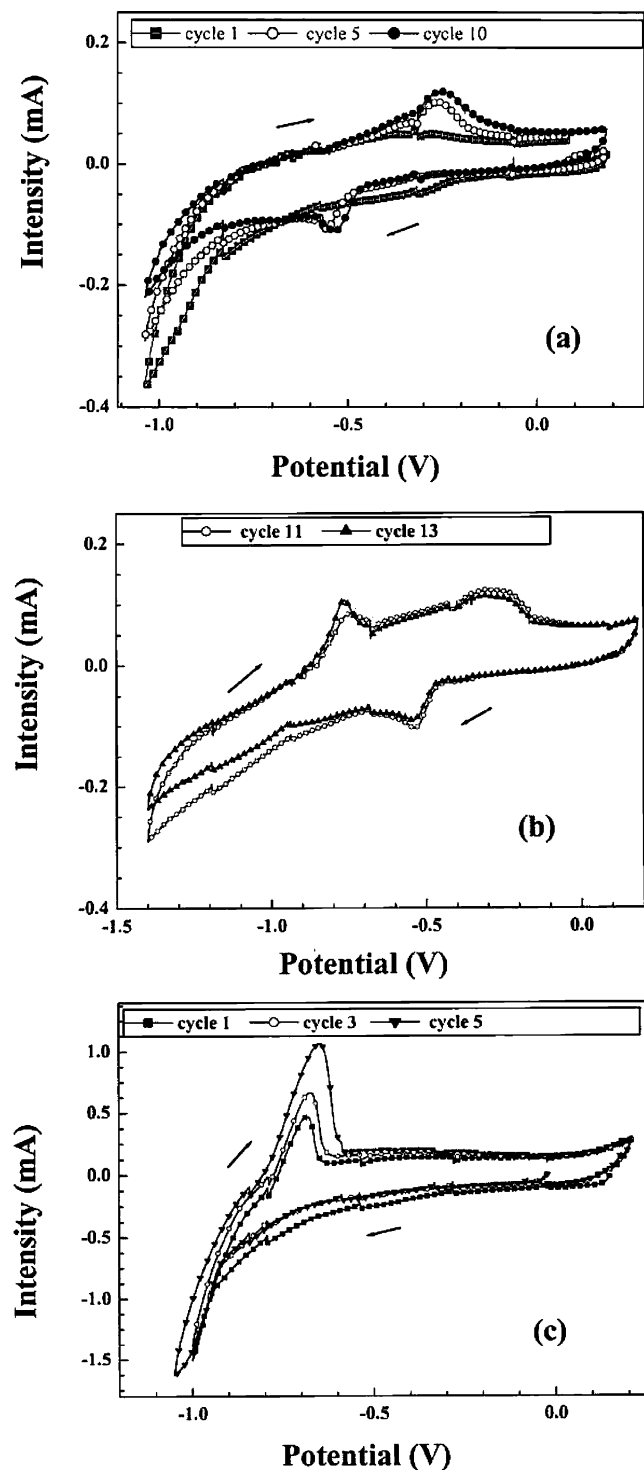 cycle 1 cycle 5 cycle 10
0.2
0.0
-0.2
-0.4
Intensity (mA)
(a)
-1.0 -0.5 0.0
Potential (V)
cycle 11 cycle 13
0.2
0.0
-0.2
-0.4
Intensity (mA)
(b)
-1.5 -1.0 -0.5 0.0
Potential (V)
cycle 1 cycle 3 cycle 5
1.0
0.5
0.0
-0.5
-1.0
-1.5
Intensity (mA)
(c)
-1.0 -0.5 0.0
Potential (V)